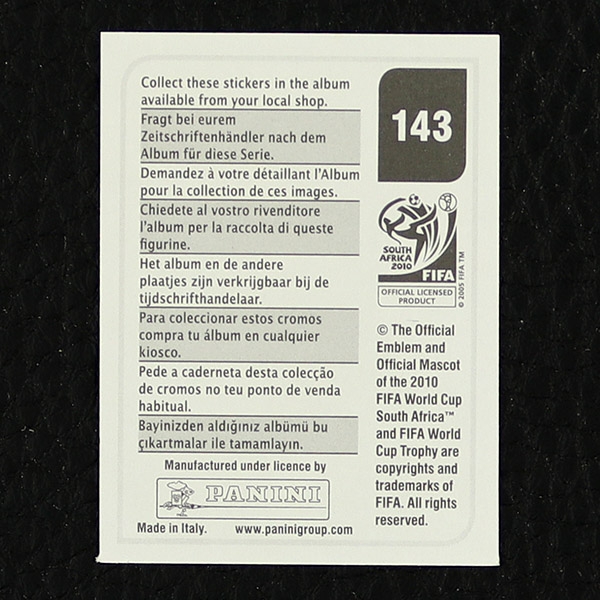 Collect these stickers in the album
available from your local shop.
Fragt bei eurem
Zeitschriftenhändler nach dem
Album für diese Serie.
Demandez à votre détaillant l'Album
pour la collection de ces images.
Chiedete al vostro rivenditore
l'album per la raccolta di queste
figurine.
Het album en de andere
plaatjes zijn verkrijgbaar bij de
tijdschrifthandelaar.
Para coleccionar estos cromos
compra tu álbum en cualquier
kiosco.
Pede a caderneta desta colecção
de cromos no teu ponto de venda
habitual.
Bayinizden aldığınız albümü bu
çıkartmalar ile tamamlayın.
Manufactured under licence by
PANINI
Made in Italy. www.paninigroup.com
143
SOUTH
AFRICA
2010
FIFA
OFFICIAL LICENSED
PRODUCT
© 2005 FIFA TM
© The Official
Emblem and
Official Mascot
of the 2010
FIFA World Cup
South Africa™
and FIFA World
Cup Trophy are
copyrights and
trademarks of
FIFA. All rights
reserved.